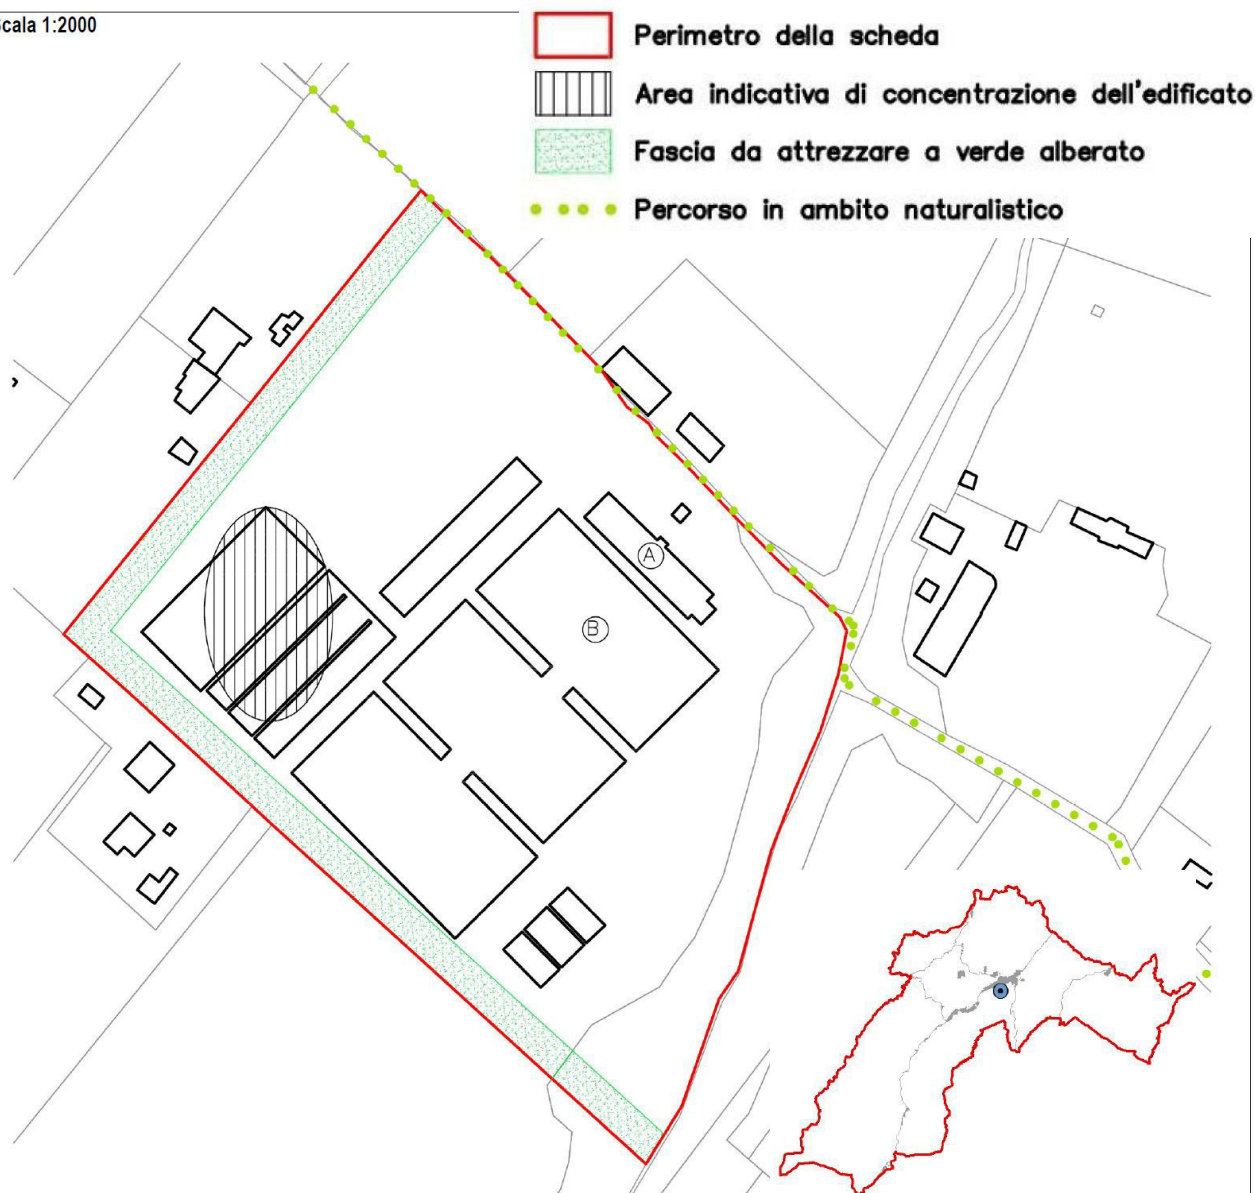 cala 1:2000
Perimetro della scheda
Area indicativa di concentrazione dell'edificato
Fascia da attrezzare a verde alberato
Percorso in ambito naturalistico
A
B